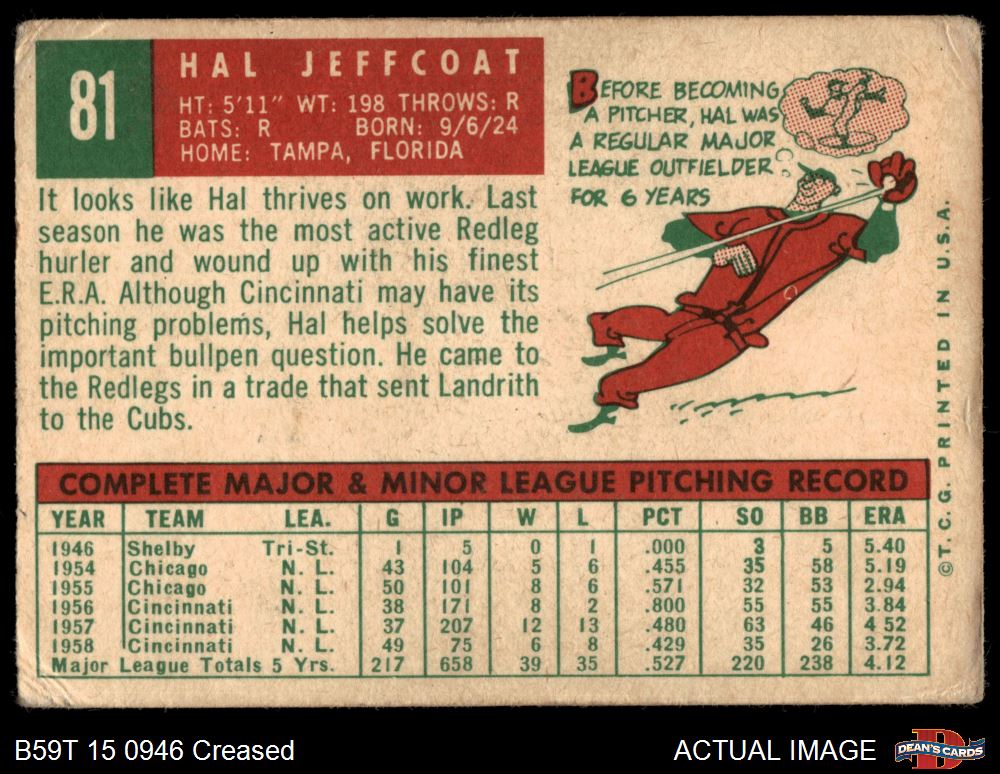 81
HAL JEFFCOAT
HT: 5'11" WT: 198 THROWS: R
BATS: R BORN: 9/6/24
HOME: TAMPA, FLORIDA
BEFORE BECOMING
A PITCHER, HAL WAS
A REGULAR MAJOR
LEAGUE OUTFIELDER
FOR 6 YEARS
It looks like Hal thrives on work. Last
season he was the most active Redleg
hurler and wound up with his finest
E.R.A. Although Cincinnati may have its
pitching problems, Hal helps solve the
important bullpen question. He came to
the Redlegs in a trade that sent Landrith
to the Cubs.
COMPLETE MAJOR & MINOR LEAGUE PITCHING RECORD
YEAR TEAM LEA. G IP W L PCT SO BB ERA
1946 Shelby Tri-St. 1 5 0 1 .000 3 5 5.40
1954 Chicago N. L. 43 104 5 6 .455 35 58 5.19
1955 Chicago N. L. 50 101 8 6 .571 32 53 2.94
1956 Cincinnati N. L. 38 171 8 2 .800 55 55 3.84
1957 Cincinnati N. L. 37 207 12 13 .480 63 46 4 52
1958 Cincinnati N. L. 49 75 6 8 .429 35 26 3.72
Major League Totals 5 Yrs. 217 658 39 35 .527 220 238 4.12
©T. C. G. PRINTED IN U.S.A.
B59T 15 0946 Creased
ACTUAL IMAGE
D
DEAN'S CARDS